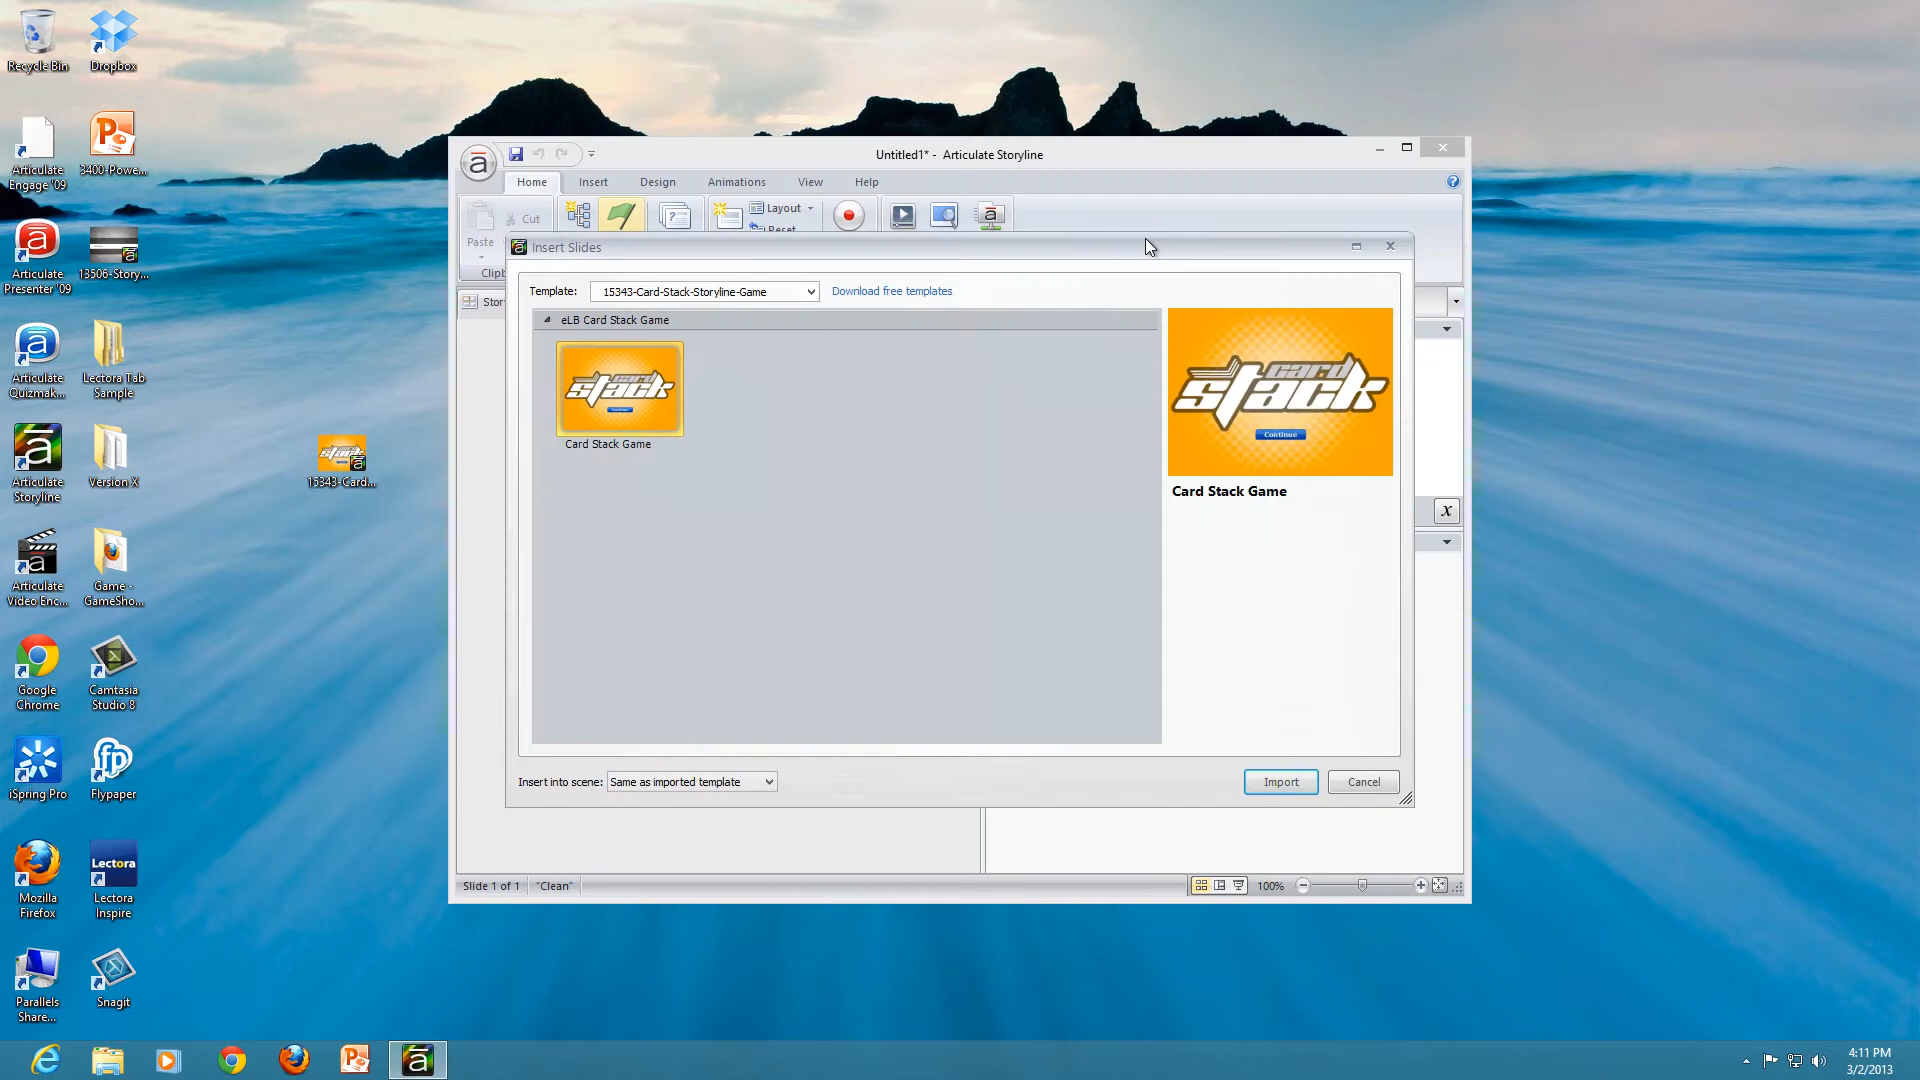 Recycle Bin
Dropbox
Articulate
Engage '09
3400-Powe...
Articulate
Presenter '09
13506-Story...
Articulate
Quizmak...
Lectora Tab
Sample
Articulate
Storyline
Version X
15343-Card...
Articulate
Video Enc...
Game -
GameSho...
Google
Chrome
Camtasia
Studio 8
iSpring Pro
Flypaper
Mozilla
Firefox
Lectora
Lectora
Inspire
Parallels
Share...
Snagit
Untitled1* - Articulate Storyline
Home Insert Design Animations View Help
Cut
Layout
Reset
Paste
Clipb
Stor
Insert Slides
Template: 15343-Card-Stack-Storyline-Game Download free templates
eLB Card Stack Game
card
stack
Continue
Card Stack Game
card
stack
Continue
Card Stack Game
x
Insert into scene: Same as imported template
Import Cancel
Slide 1 of 1 "Clean" 100%
4:11 PM
3/2/2013